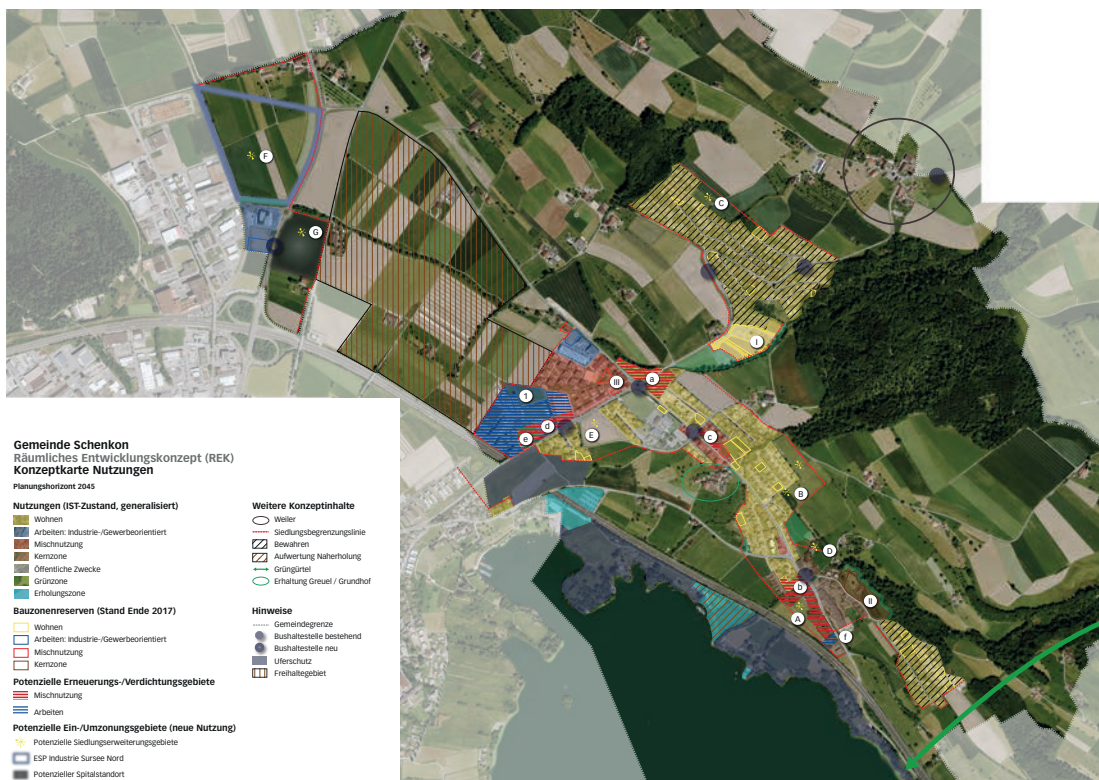 F
C
G
I
1
III
a
d
e
E
c
B
D
b
II
A
f
Gemeinde Schenkon
Räumliches Entwicklungskonzept (REK)
Konzeptkarte Nutzungen
Planungshorizont 2045
Nutzungen (IST-Zustand, generalisiert)
Wohnen
Arbeiten: Industrie-/Gewerbeorientiert
Mischnutzung
Kernzone
Öffentliche Zwecke
Grünzone
Erholungszone
Bauzonenreserven (Stand Ende 2017)
Wohnen
Arbeiten: Industrie-/Gewerbeorientiert
Mischnutzung
Kernzone
Potenzielle Erneuerungs-/Verdichtungsgebiete
Mischnutzung
Arbeiten
Potenzielle Ein-/Umzonungsgebiete (neue Nutzung)
Potenzielle Siedlungserweiterungsgebiete
ESP Industrie Sursee Nord
Potenzieller Spitalstandort
Weitere Konzeptinhalte
Weiler
Siedlungsbegrenzungslinie
Bewahren
Aufwertung Naherholung
Grüngürtel
Erhaltung Greuel / Grundhof
Hinweise
Gemeindegrenze
Bushaltestelle bestehend
Bushaltestelle neu
Uferschutz
Freihaltegebiet